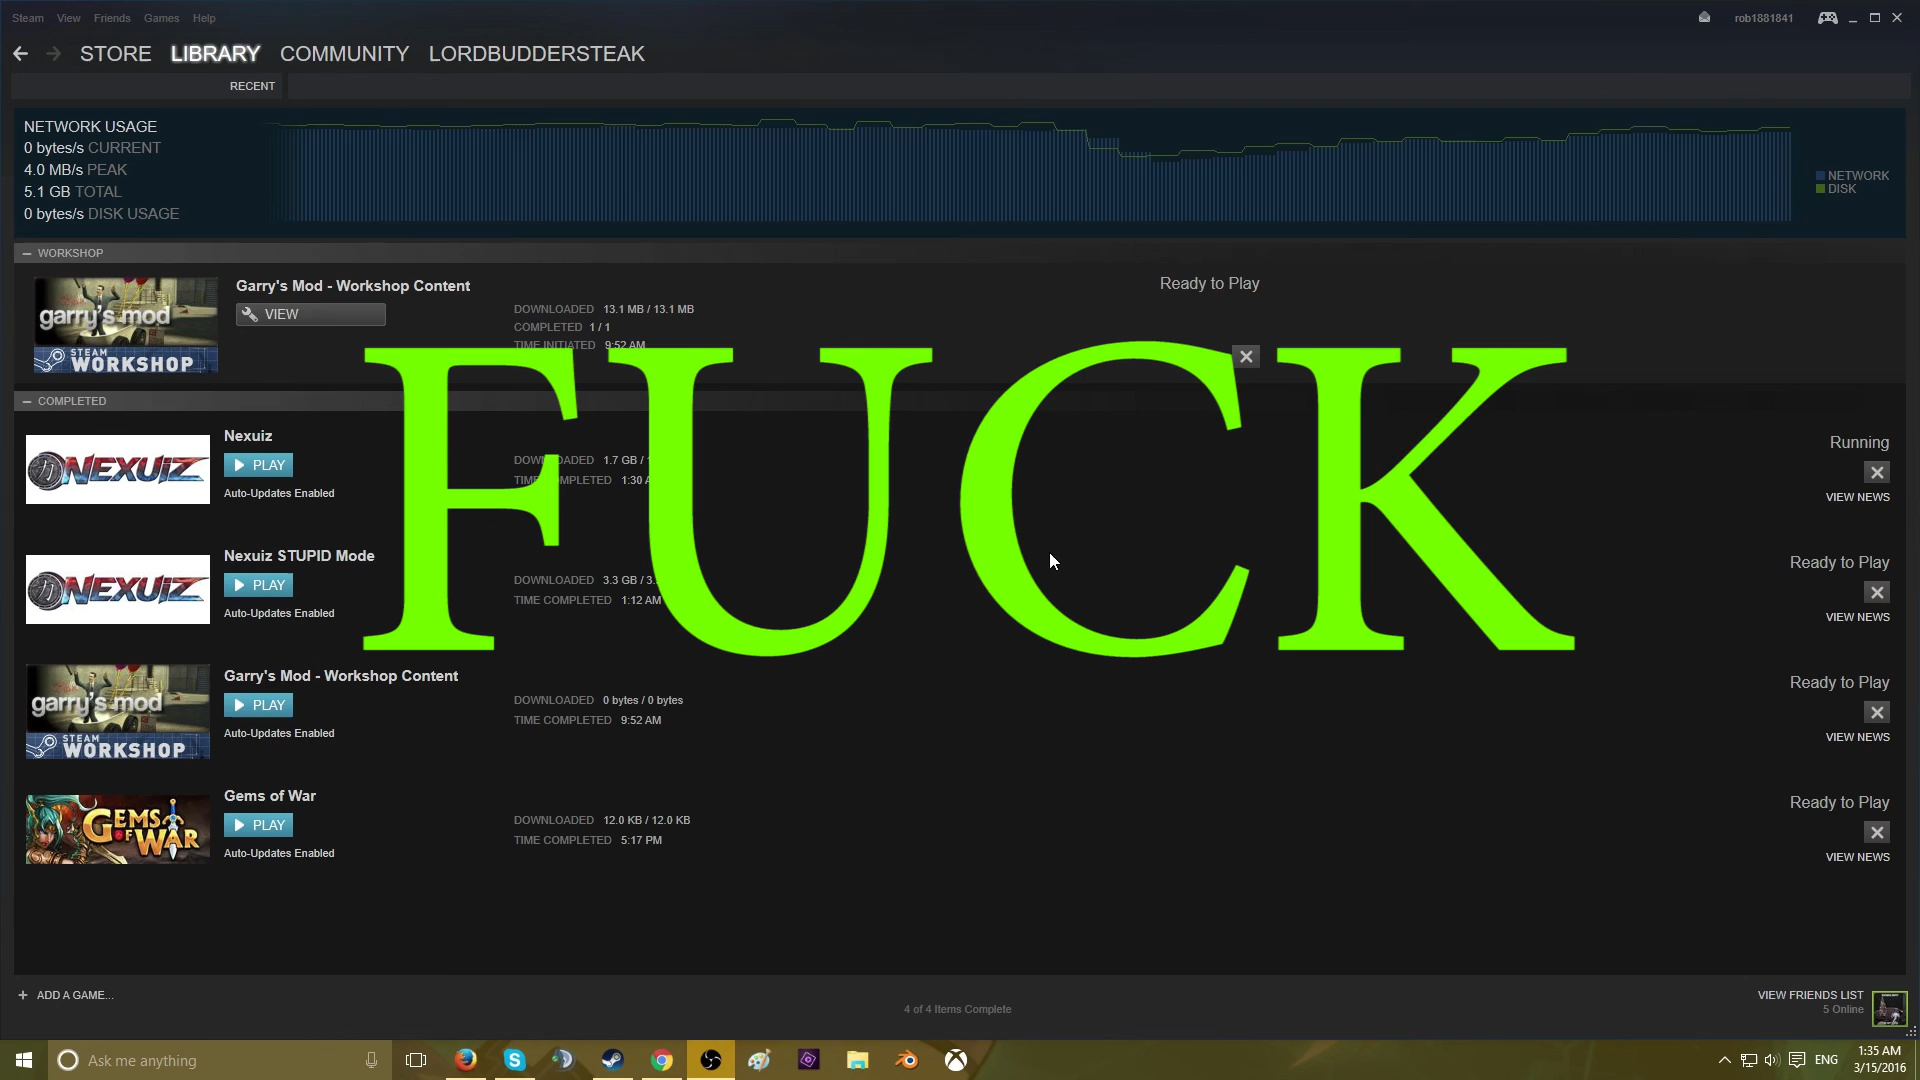 Steam View Friends Games Help
rob1881841
STORE LIBRARY COMMUNITY LORDBUDDERSTEAK
RECENT
NETWORK USAGE
0 bytes/s CURRENT
4.0 MB/s PEAK
5.1 GB TOTAL
0 bytes/s DISK USAGE
NETWORK
DISK
WORKSHOP
garry's mod
STEAM
WORKSHOP
Garry's Mod - Workshop Content
VIEW
DOWNLOADED 13.1 MB / 13.1 MB
COMPLETED 1 / 1
TIME INITIATED 9:52 AM
Ready to Play
FUCK
COMPLETED
NEXUIZ
Nexuiz
PLAY
Auto-Updates Enabled
1.7 GB /
1:30
Running
VIEW NEWS
NEXUIZ
Nexuiz STUPID Mode
PLAY
Auto-Updates Enabled
DOWNLOADED 3.3 GB / 3.
TIME COMPLETED 1:12 AM
Ready to Play
VIEW NEWS
garry's mod
STEAM
WORKSHOP
Garry's Mod - Workshop Content
PLAY
Auto-Updates Enabled
DOWNLOADED 0 bytes / 0 bytes
TIME COMPLETED 9:52 AM
Ready to Play
VIEW NEWS
GEMS
OF WAR
Gems of War
PLAY
Auto-Updates Enabled
DOWNLOADED 12.0 KB / 12.0 KB
TIME COMPLETED 5:17 PM
Ready to Play
VIEW NEWS
+ ADD A GAME...
4 of 4 Items Complete
VIEW FRIENDS LIST
5 Online
Ask me anything
ENG
1:35 AM
3/15/2016